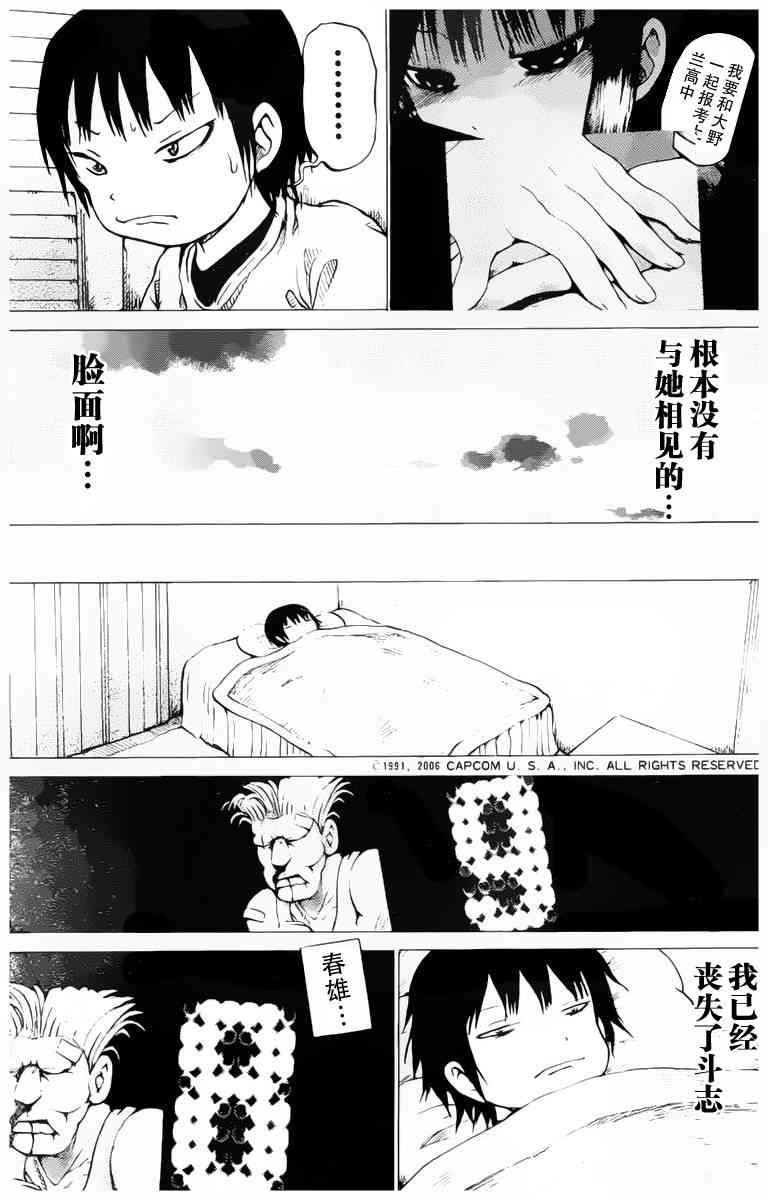 我要和大野
一起报考上
兰高中…
…………
根本没有
与她相见的…
脸面啊…
©1991, 2006 CAPCOM U. S. A., INC. ALL RIGHTS RESERVED
我已经
丧失了斗志
春雄…